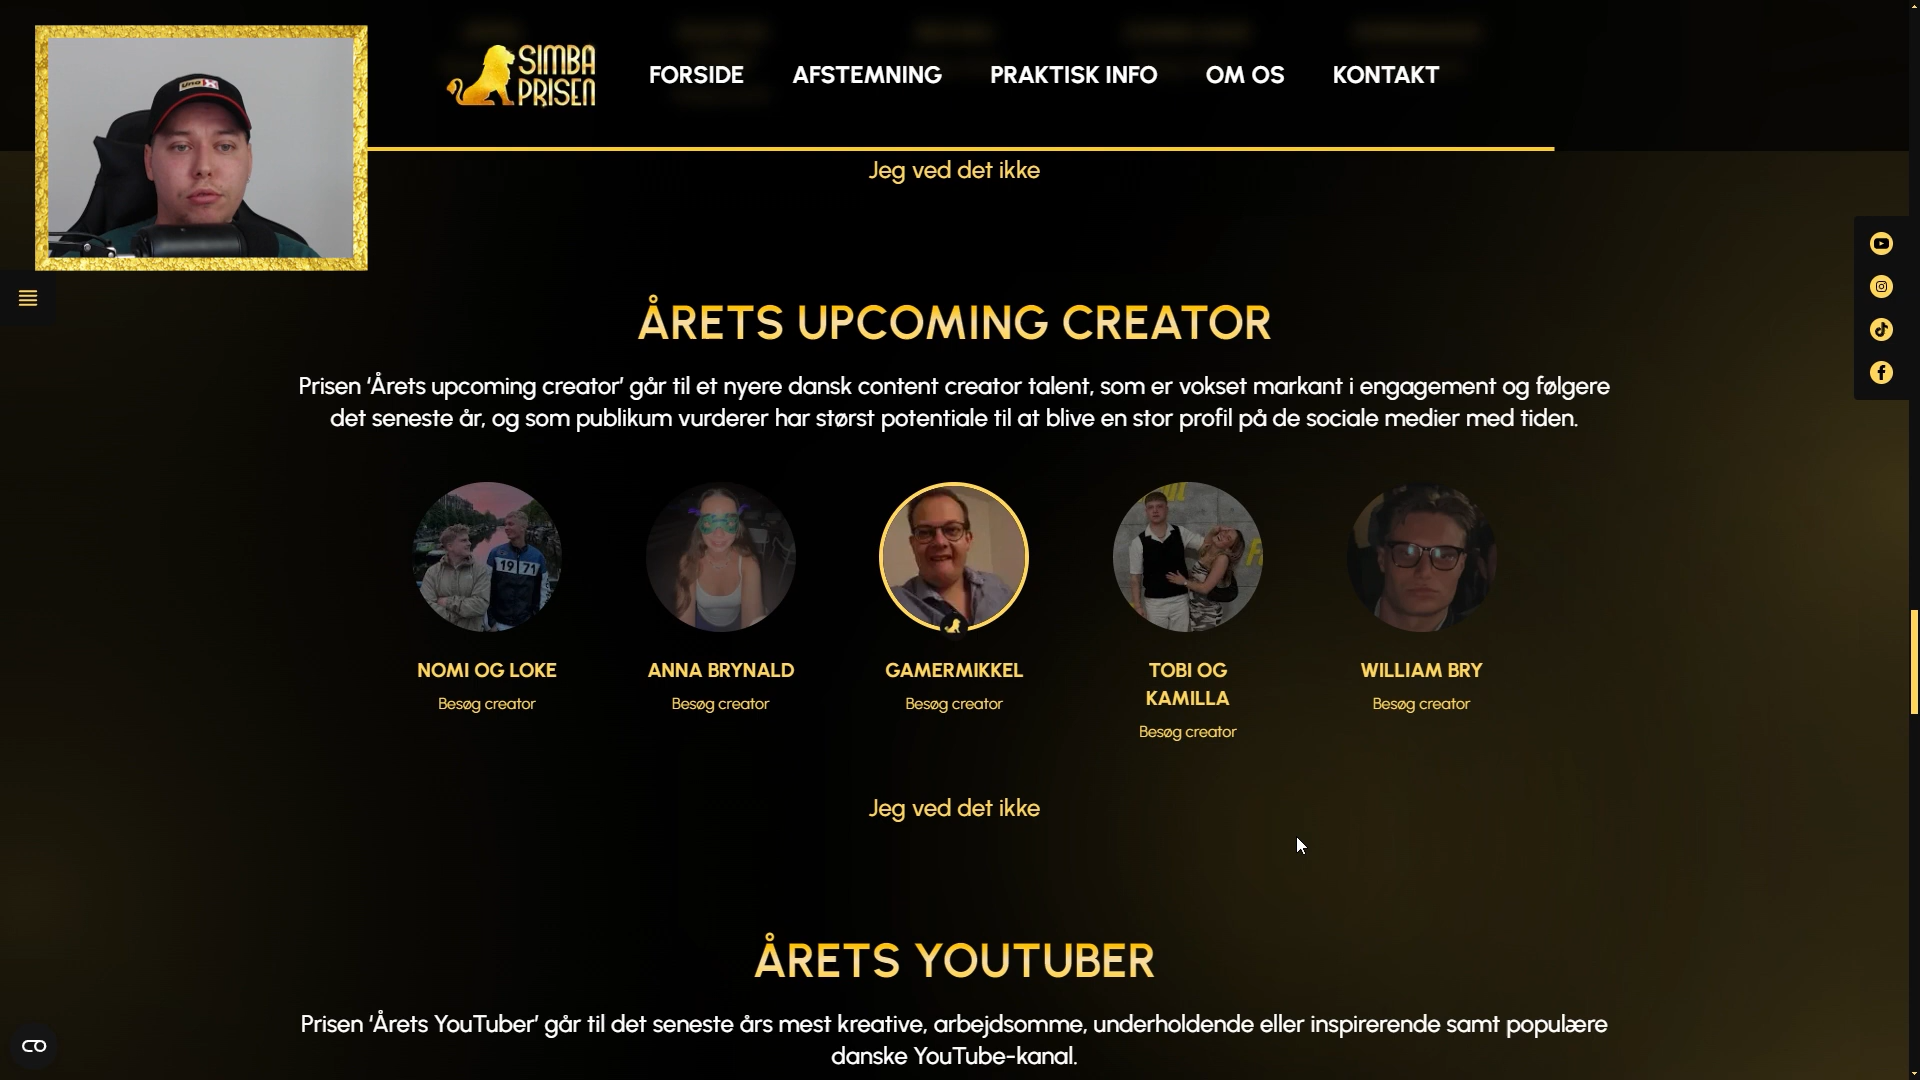 SIMBA
PRISEN
FORSIDE
AFSTEMNING
PRAKTISK INFO
OM OS
KONTAKT
Jeg ved det ikke
ÅRETS UPCOMING CREATOR
Prisen ‘Årets upcoming creator’ går til et nyere dansk content creator talent, som er vokset markant i engagement og følgere
det seneste år, og som publikum vurderer har størst potentiale til at blive en stor profil på de sociale medier med tiden.
19 71
NOMI OG LOKE
Besøg creator
ANNA BRYNALD
Besøg creator
GAMERMIKKEL
Besøg creator
TOBI OG
KAMILLA
Besøg creator
WILLIAM BRY
Besøg creator
Jeg ved det ikke
ÅRETS YOUTUBER
Prisen ‘Årets YouTuber’ går til det seneste års mest kreative, arbejdsomme, underholdende eller inspirerende samt populære
danske YouTube-kanal.